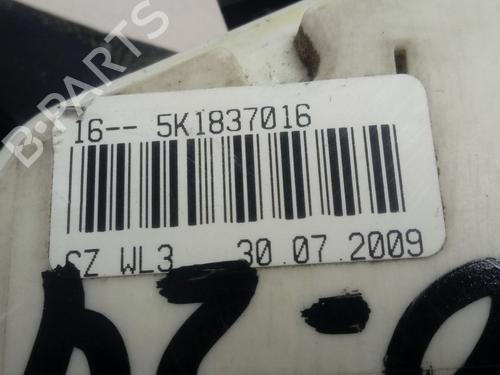 B-PARTS
16-- 5K1837016
CZ WL3 30.07.2009